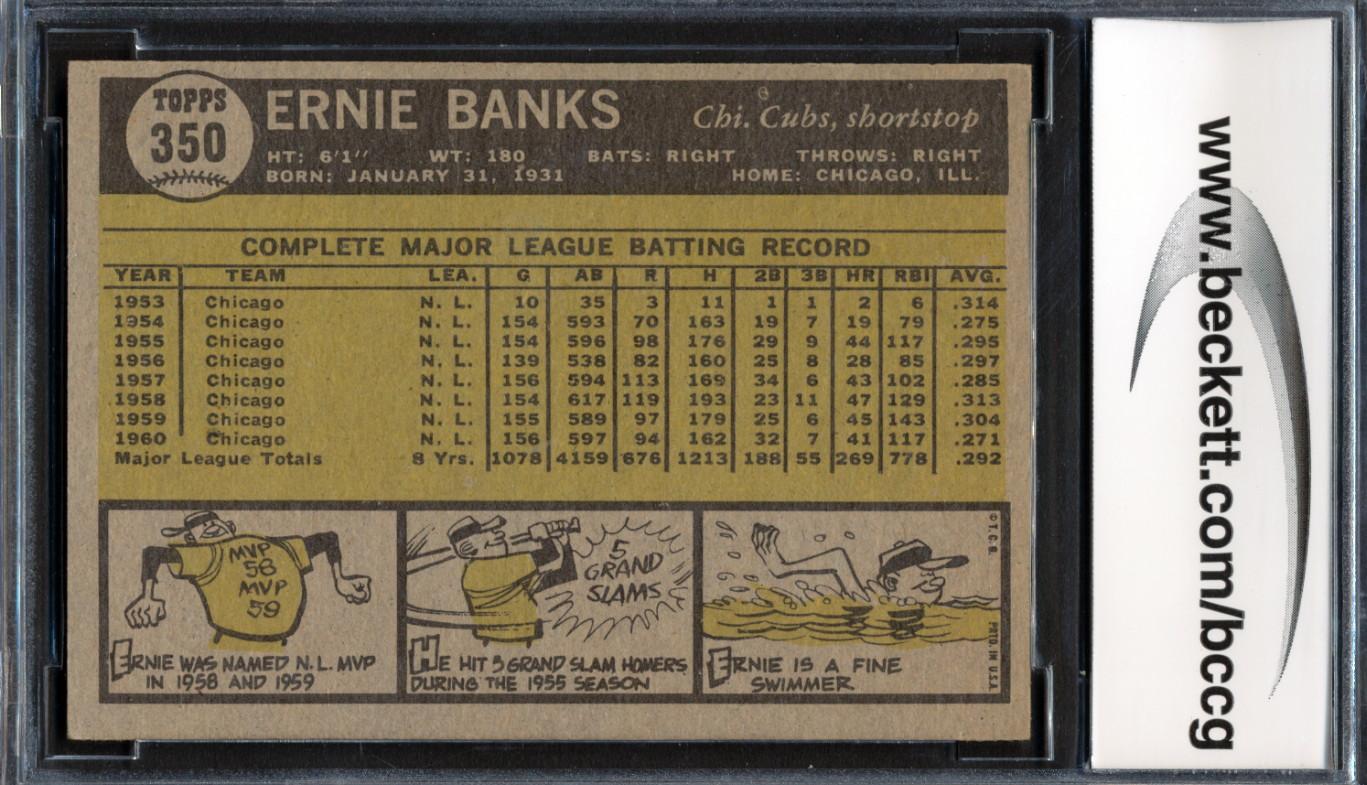 TOPPS
350
ERNIE BANKS
Chi. Cubs, shortstop
HT: 6'1" WT: 180 BATS: RIGHT THROWS: RIGHT
BORN: JANUARY 31, 1931 HOME: CHICAGO, ILL.
COMPLETE MAJOR LEAGUE BATTING RECORD
YEAR TEAM LEA. G AB R H 2B 3B HR RBI AVG.
1953 Chicago N. L. 10 35 3 11 1 1 2 6 .314
1954 Chicago N. L. 154 593 70 163 19 7 19 79 .275
1955 Chicago N. L. 154 596 98 176 29 9 44 117 .295
1956 Chicago N. L. 139 538 82 160 25 8 28 85 .297
1957 Chicago N. L. 156 594 113 169 34 6 43 102 .285
1958 Chicago N. L. 154 617 119 193 23 11 47 129 .313
1959 Chicago N. L. 155 589 97 179 25 6 45 143 .304
1960 Chicago N. L. 156 597 94 162 32 7 41 117 .271
Major League Totals 8 Yrs. 1078 4159 676 1213 188 55 269 778 .292
MVP
58
MVP
59
ERNIE WAS NAMED N.L. MVP
IN 1958 AND 1959
5
GRAND
SLAMS
HE HIT 5 GRAND SLAM HOMERS
DURING THE 1955 SEASON
ERNIE IS A FINE
SWIMMER
© T.C.G.
PRTD. IN U.S.A.
www.beckett.com/bccg